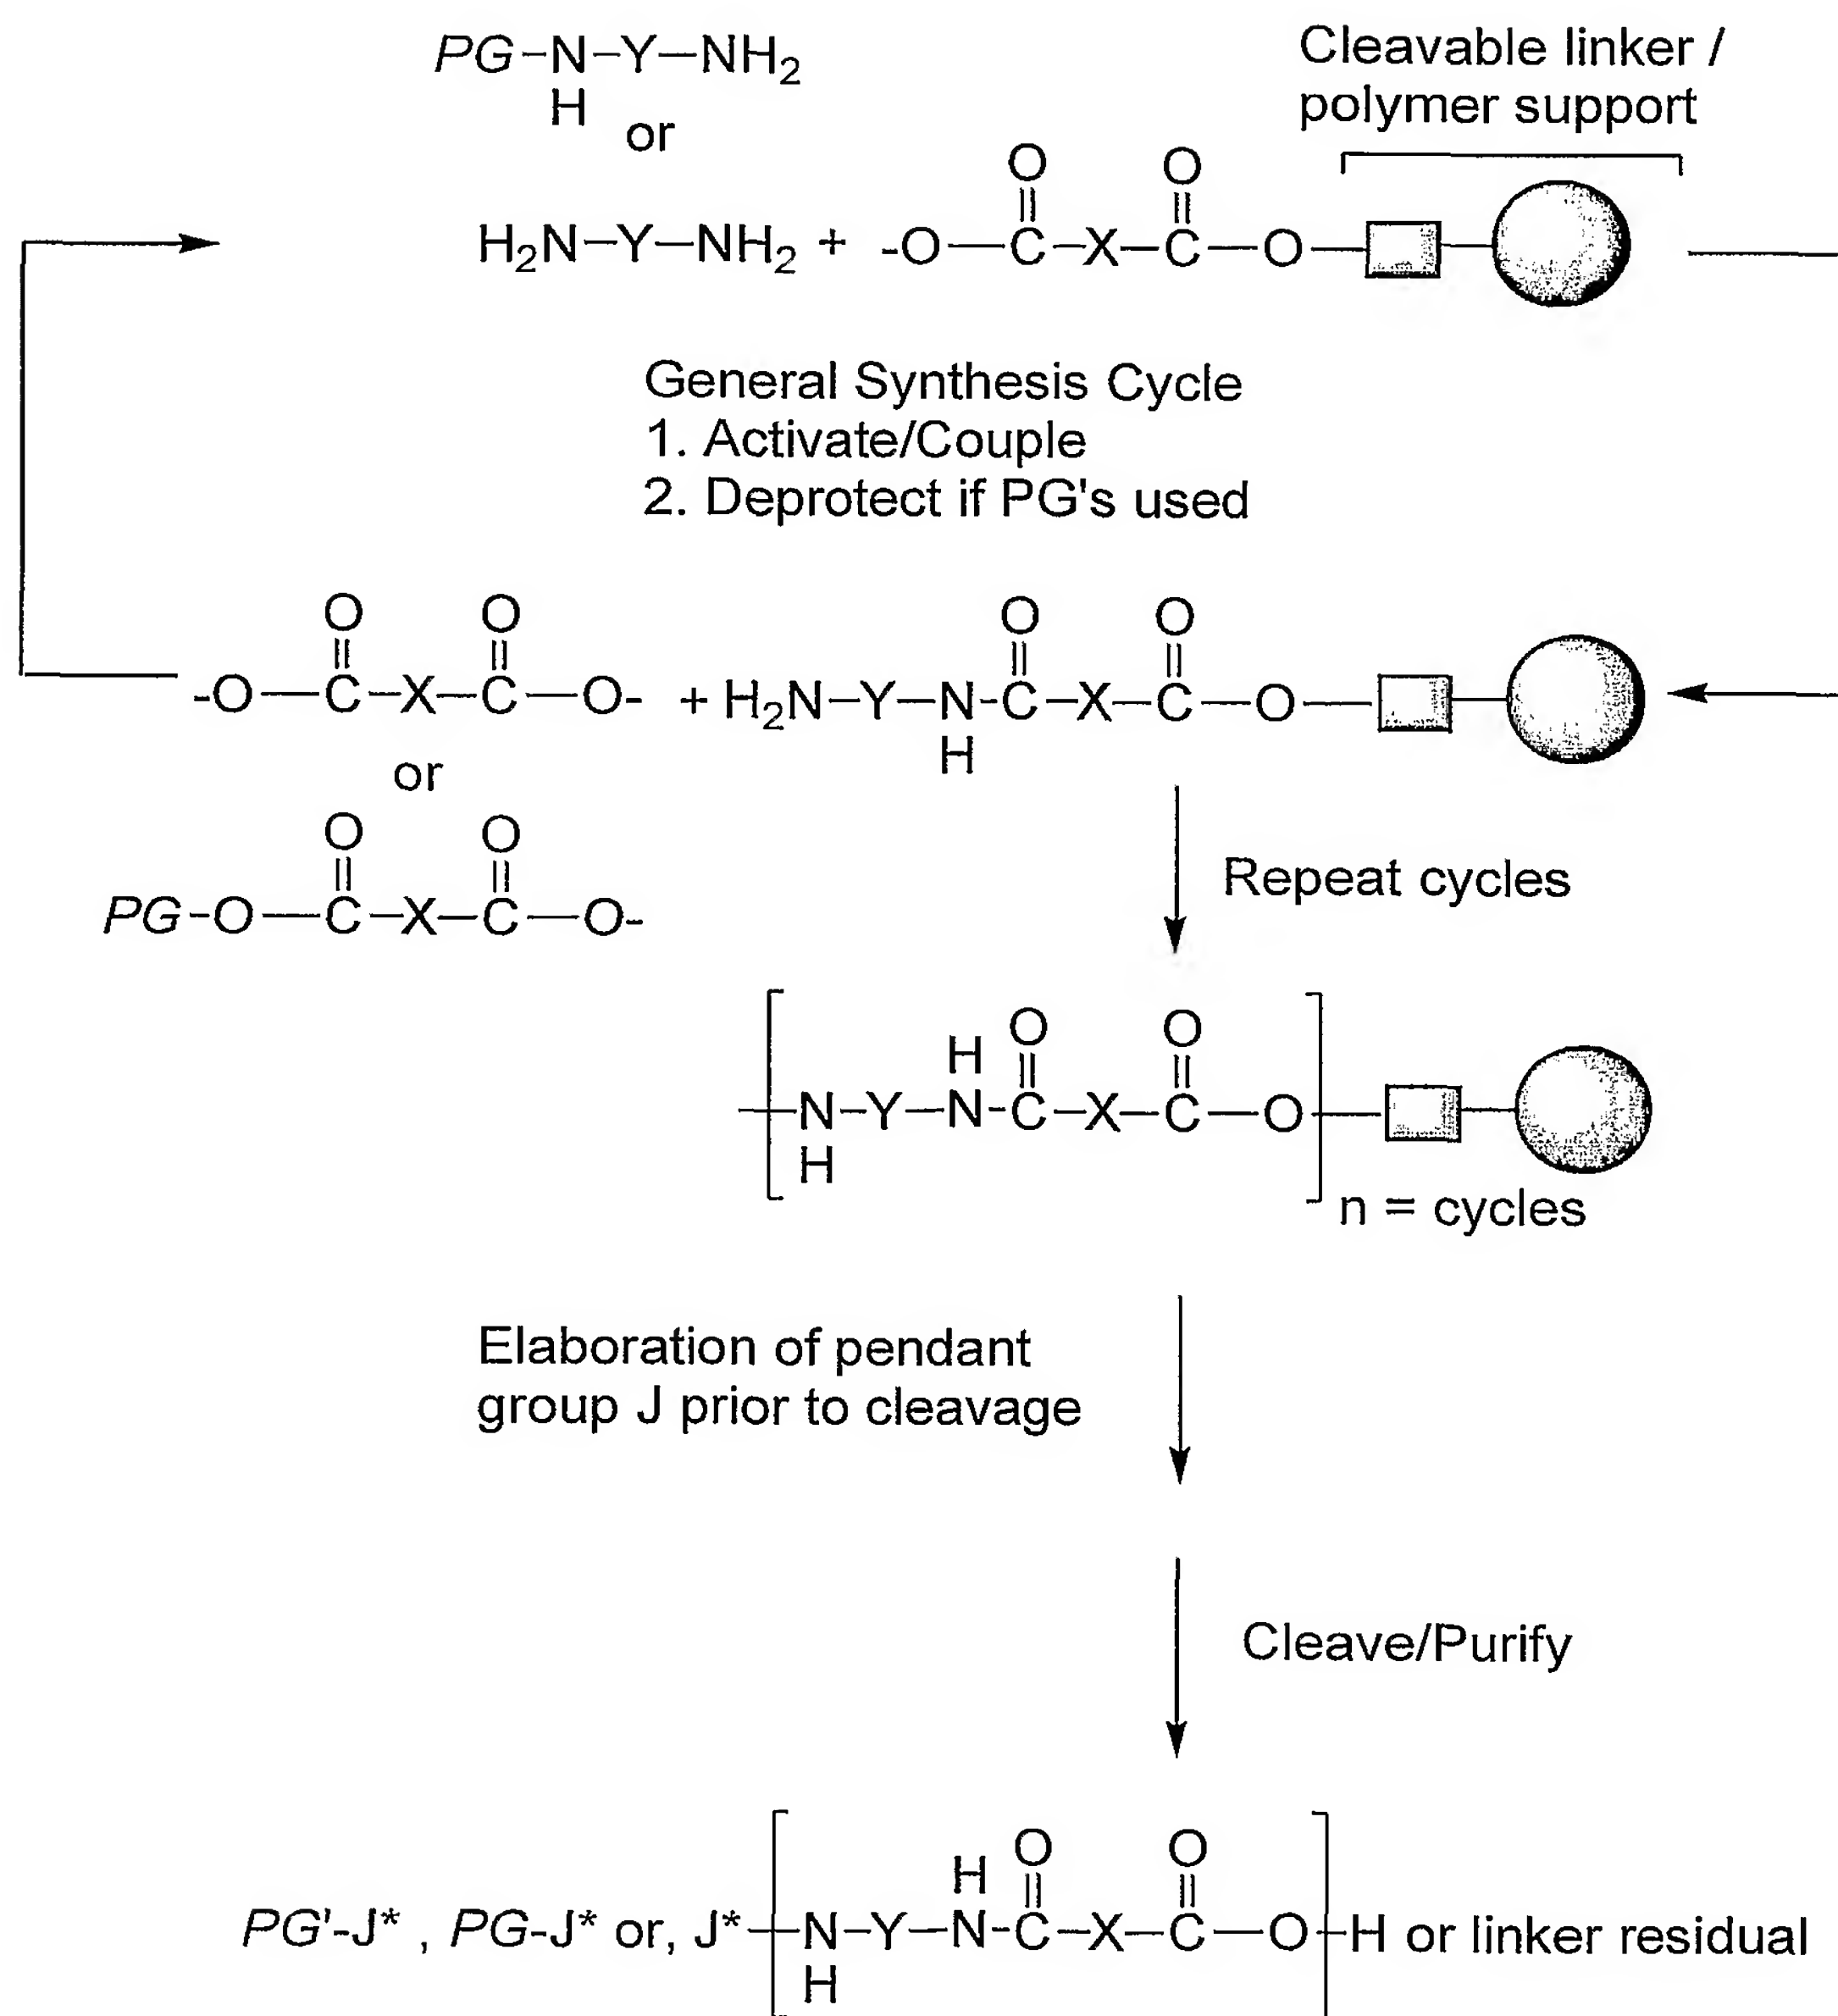 PG-N-Y-NH2
H
or
Cleavable linker /
polymer support
O O
H2N-Y-NH2 + -O-C-X-C-O
General Synthesis Cycle
1. Activate/Couple
2. Deprotect if PG's used
O O O O
-O-C-X-C-O- + H2N-Y-N-C-X-C-O
H
or
O O
PG-O-C-X-C-O-
Repeat cycles
H O O
N-Y-N-C-X-C-O
H
n = cycles
Elaboration of pendant
group J prior to cleavage
Cleave/Purify
H O O
PG'-J* , PG-J* or, J* N-Y-N-C-X-C-O H or linker residual
H